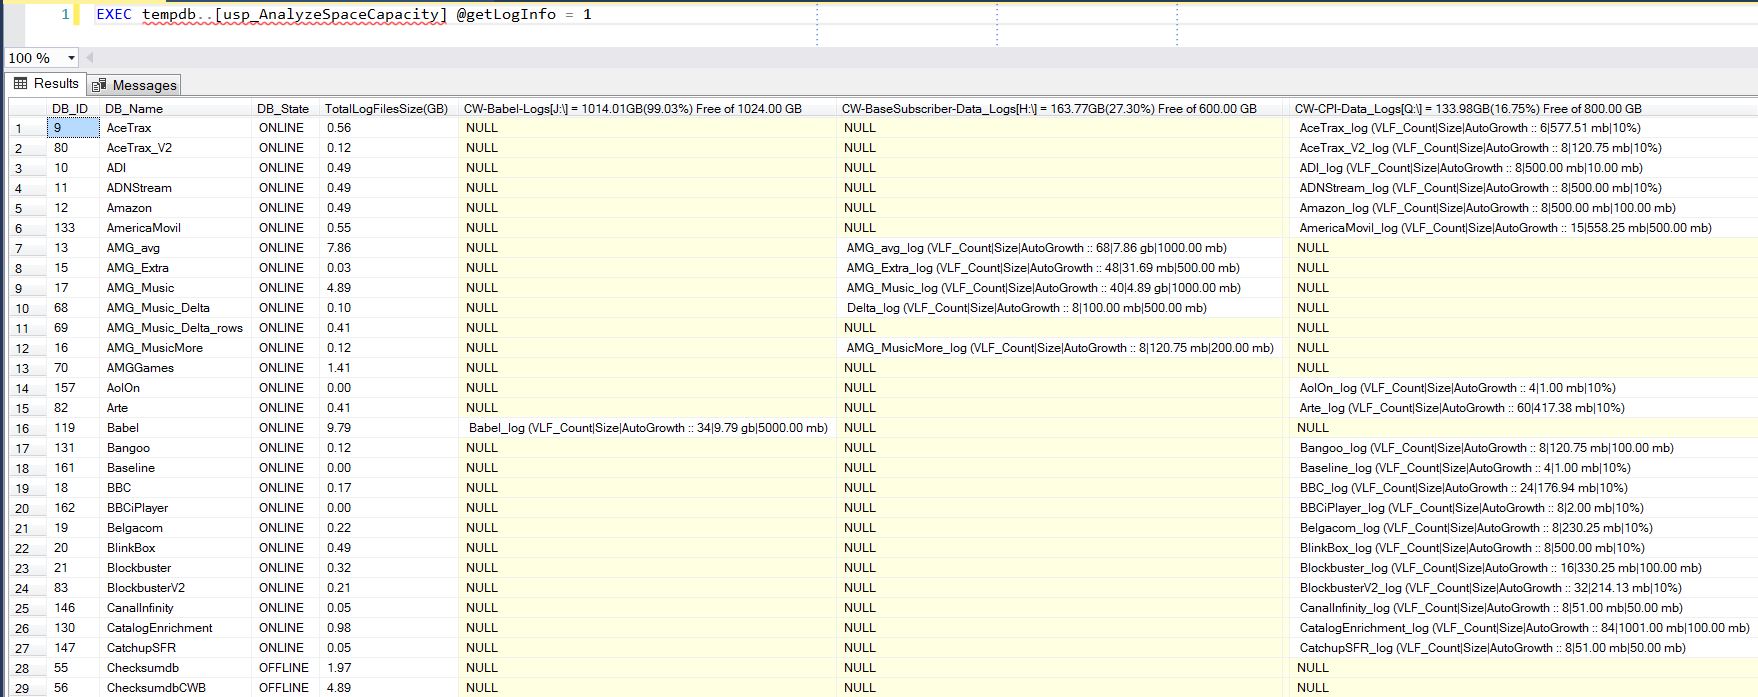 1 EXEC tempdb..[usp_AnalyzeSpaceCapacity] @getLogInfo = 1
100 %
Results Messages
DB_ID DB_Name DB_State TotalLogFilesSize(GB) CW-Babel-Logs[J:\] = 1014.01GB(99.03%) Free of 1024.00 GB CW-BaseSubscriber-Data_Logs[H:\] = 163.77GB(27.30%) Free of 600.00 GB CW-CPI-Data_Logs[Q:\] = 133.98GB(16.75%) Free of 800.00 GB
1 9 AceTrax ONLINE 0.56 NULL NULL AceTrax_log (VLF_Count|Size|AutoGrowth :: 6|577.51 mb|10%)
2 80 AceTrax_V2 ONLINE 0.12 NULL NULL AceTrax_V2_log (VLF_Count|Size|AutoGrowth :: 8|120.75 mb|10%)
3 10 ADI ONLINE 0.49 NULL NULL ADI_log (VLF_Count|Size|AutoGrowth :: 8|500.00 mb|10.00 mb)
4 11 ADNStream ONLINE 0.49 NULL NULL ADNStream_log (VLF_Count|Size|AutoGrowth :: 8|500.00 mb|10%)
5 12 Amazon ONLINE 0.49 NULL NULL Amazon_log (VLF_Count|Size|AutoGrowth :: 8|500.00 mb|100.00 mb)
6 133 AmericaMovil ONLINE 0.55 NULL NULL AmericaMovil_log (VLF_Count|Size|AutoGrowth :: 15|558.25 mb|500.00 mb)
7 13 AMG_avg ONLINE 7.86 NULL AMG_avg_log (VLF_Count|Size|AutoGrowth :: 68|7.86 gb|1000.00 mb) NULL
8 15 AMG_Extra ONLINE 0.03 NULL AMG_Extra_log (VLF_Count|Size|AutoGrowth :: 48|31.69 mb|500.00 mb) NULL
9 17 AMG_Music ONLINE 4.89 NULL AMG_Music_log (VLF_Count|Size|AutoGrowth :: 40|4.89 gb|1000.00 mb) NULL
10 68 AMG_Music_Delta ONLINE 0.10 NULL Delta_log (VLF_Count|Size|AutoGrowth :: 8|100.00 mb|500.00 mb) NULL
11 69 AMG_Music_Delta_rows ONLINE 0.41 NULL NULL NULL
12 16 AMG_MusicMore ONLINE 0.12 NULL AMG_MusicMore_log (VLF_Count|Size|AutoGrowth :: 8|120.75 mb|200.00 mb) NULL
13 70 AMGGames ONLINE 1.41 NULL NULL NULL
14 157 AolOn ONLINE 0.00 NULL NULL AolOn_log (VLF_Count|Size|AutoGrowth :: 4|1.00 mb|10%)
15 82 Arte ONLINE 0.41 NULL NULL Arte_log (VLF_Count|Size|AutoGrowth :: 60|417.38 mb|10%)
16 119 Babel ONLINE 9.79 Babel_log (VLF_Count|Size|AutoGrowth :: 34|9.79 gb|5000.00 mb) NULL NULL
17 131 Bangoo ONLINE 0.12 NULL NULL Bangoo_log (VLF_Count|Size|AutoGrowth :: 8|120.75 mb|100.00 mb)
18 161 Baseline ONLINE 0.00 NULL NULL Baseline_log (VLF_Count|Size|AutoGrowth :: 4|1.00 mb|10%)
19 18 BBC ONLINE 0.17 NULL NULL BBC_log (VLF_Count|Size|AutoGrowth :: 24|176.94 mb|10%)
20 162 BBCiPlayer ONLINE 0.00 NULL NULL BBCiPlayer_log (VLF_Count|Size|AutoGrowth :: 8|2.00 mb|10%)
21 19 Belgacom ONLINE 0.22 NULL NULL Belgacom_log (VLF_Count|Size|AutoGrowth :: 8|230.25 mb|10%)
22 20 BlinkBox ONLINE 0.49 NULL NULL BlinkBox_log (VLF_Count|Size|AutoGrowth :: 8|500.00 mb|10%)
23 21 Blockbuster ONLINE 0.32 NULL NULL Blockbuster_log (VLF_Count|Size|AutoGrowth :: 16|330.25 mb|100.00 mb)
24 83 BlockbusterV2 ONLINE 0.21 NULL NULL BlockbusterV2_log (VLF_Count|Size|AutoGrowth :: 32|214.13 mb|10%)
25 146 CanalInfinity ONLINE 0.05 NULL NULL CanalInfinity_log (VLF_Count|Size|AutoGrowth :: 8|51.00 mb|50.00 mb)
26 130 CatalogEnrichment ONLINE 0.98 NULL NULL CatalogEnrichment_log (VLF_Count|Size|AutoGrowth :: 84|1001.00 mb|100.00 mb)
27 147 CatchupSFR ONLINE 0.05 NULL NULL CatchupSFR_log (VLF_Count|Size|AutoGrowth :: 8|51.00 mb|50.00 mb)
28 55 Checksumdb OFFLINE 1.97 NULL NULL NULL
29 56 ChecksumdbCWB OFFLINE 4.89 NULL NULL NULL